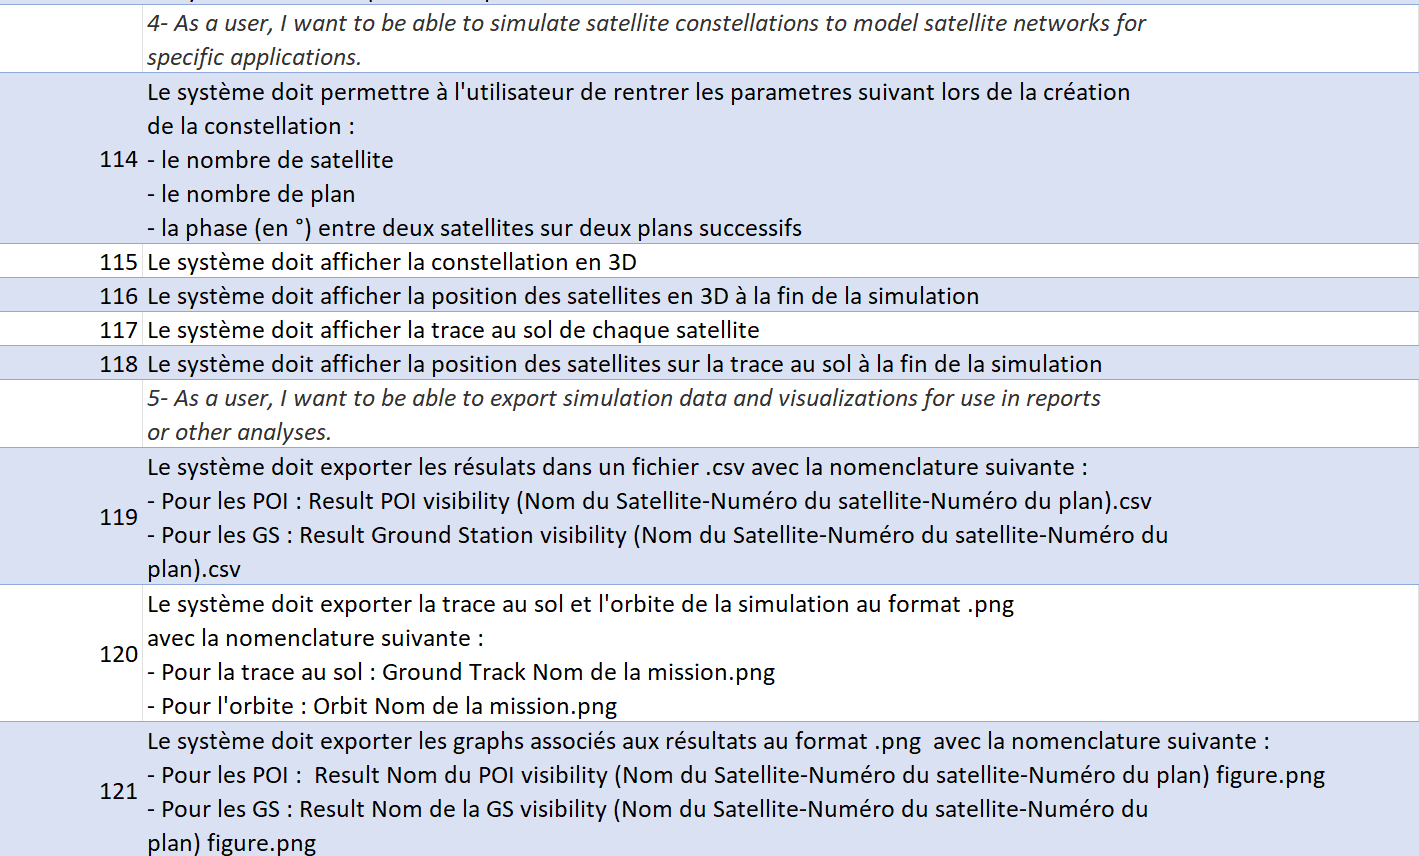 4- As a user, I want to be able to simulate satellite constellations to model satellite networks for
specific applications.
Le système doit permettre à l'utilisateur de rentrer les parametres suivant lors de la création
de la constellation :
114 - le nombre de satellite
- le nombre de plan
- la phase (en °) entre deux satellites sur deux plans successifs
115 Le système doit afficher la constellation en 3D
116 Le système doit afficher la position des satellites en 3D à la fin de la simulation
117 Le système doit afficher la trace au sol de chaque satellite
118 Le système doit afficher la position des satellites sur la trace au sol à la fin de la simulation
5- As a user, I want to be able to export simulation data and visualizations for use in reports
or other analyses.
Le système doit exporter les résulats dans un fichier .csv avec la nomenclature suivante :
- Pour les POI : Result POI visibility (Nom du Satellite-Numéro du satellite-Numéro du plan).csv
119
- Pour les GS : Result Ground Station visibility (Nom du Satellite-Numéro du satellite-Numéro du
plan).csv
Le système doit exporter la trace au sol et l'orbite de la simulation au format .png
avec la nomenclature suivante :
120
- Pour la trace au sol : Ground Track Nom de la mission.png
- Pour l'orbite : Orbit Nom de la mission.png
Le système doit exporter les graphs associés aux résultats au format .png  avec la nomenclature suivante :
- Pour les POI :  Result Nom du POI visibility (Nom du Satellite-Numéro du satellite-Numéro du plan) figure.png
121
- Pour les GS : Result Nom de la GS visibility (Nom du Satellite-Numéro du satellite-Numéro du
plan) figure.png